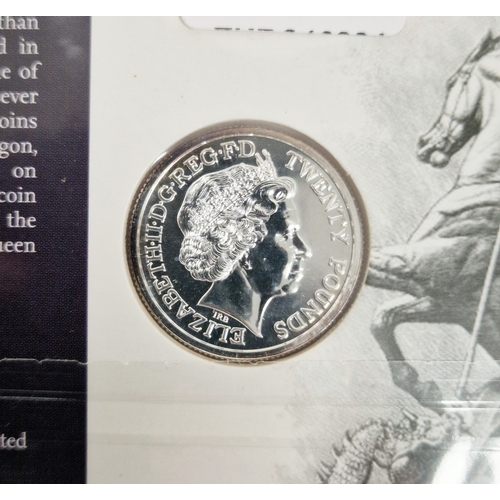 than
d in
e of
ever
oins
gon,
on
coin
the
ueen
ted
ELIZABETH·II·D·G·REG·F·D
TWENTY POUNDS
IRB